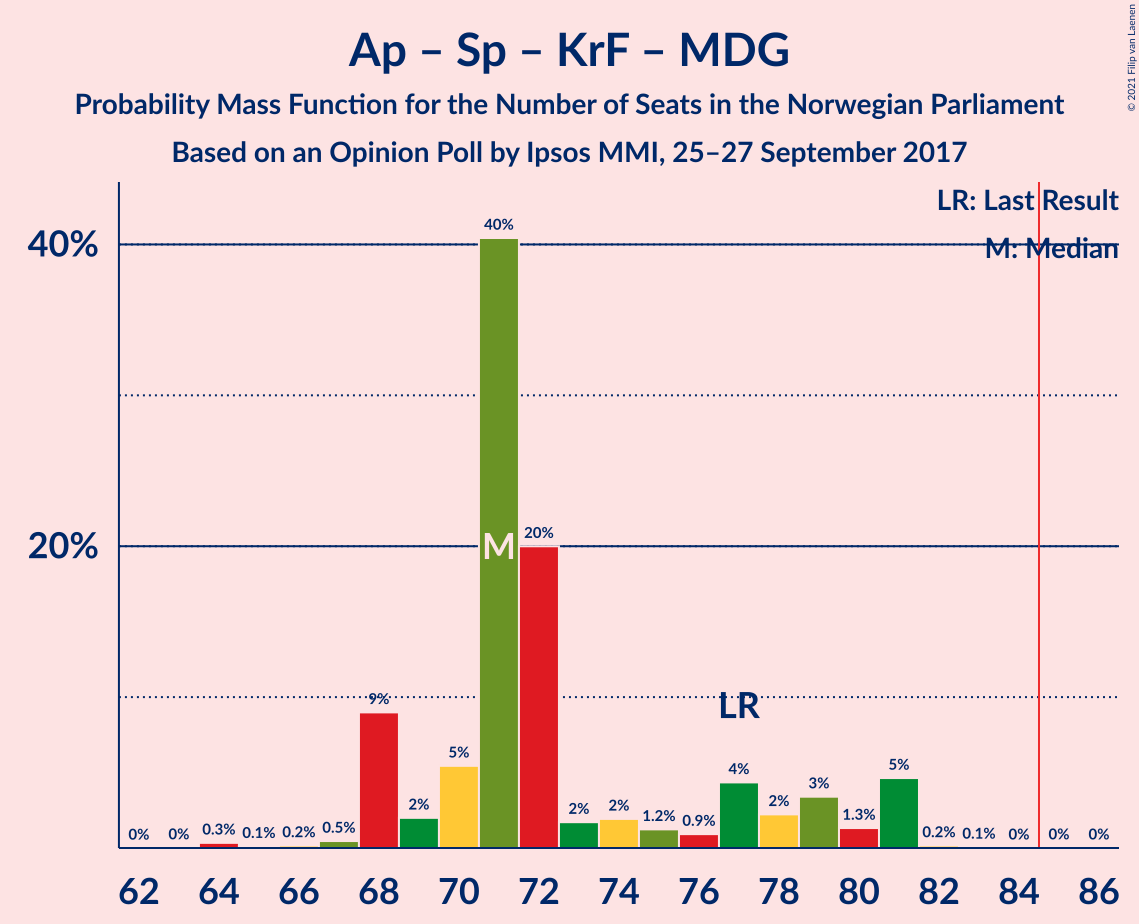 Ap – Sp – KrF – MDG
Probability Mass Function for the Number of Seats in the Norwegian Parliament
Based on an Opinion Poll by Ipsos MMI, 25–27 September 2017
© 2021 Filip van Laenen
LR: Last Result
M: Median
40%
20%
0% 0% 0.3% 0.1% 0.2% 0.5% 9% 2% 5% 40% 20% 2% 2% 1.2% 0.9% 4% 2% 3% 1.3% 5% 0.2% 0.1% 0% 0% 0%
M
LR
62 64 66 68 70 72 74 76 78 80 82 84 86